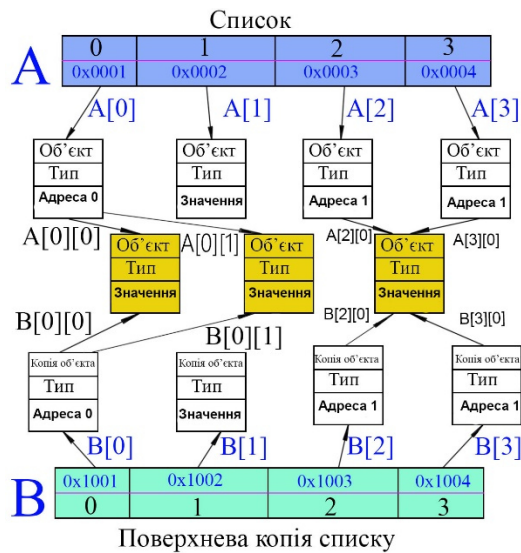 Список
A
0 1 2 3
0x0001 0x0002 0x0003 0x0004
A[0] A[1] A[2] A[3]
Об’єкт Об’єкт Об’єкт Об’єкт
Тип Тип Тип Тип
Адреса 0 Значення Адреса 1 Адреса 1
A[0][0] A[0][1] A[2][0] A[3][0]
Об’єкт Об’єкт Об’єкт
Тип Тип Тип
Значення Значення Значення
B[0][0] B[0][1] B[2][0] B[3][0]
Копія об’єкта Копія об’єкта Копія об’єкта Копія об’єкта
Тип Тип Тип Тип
Адреса 0 Значення Адреса 1 Адреса 1
B[0] B[1] B[2] B[3]
B
0x1001 0x1002 0x1003 0x1004
0 1 2 3
Поверхнева копія списку